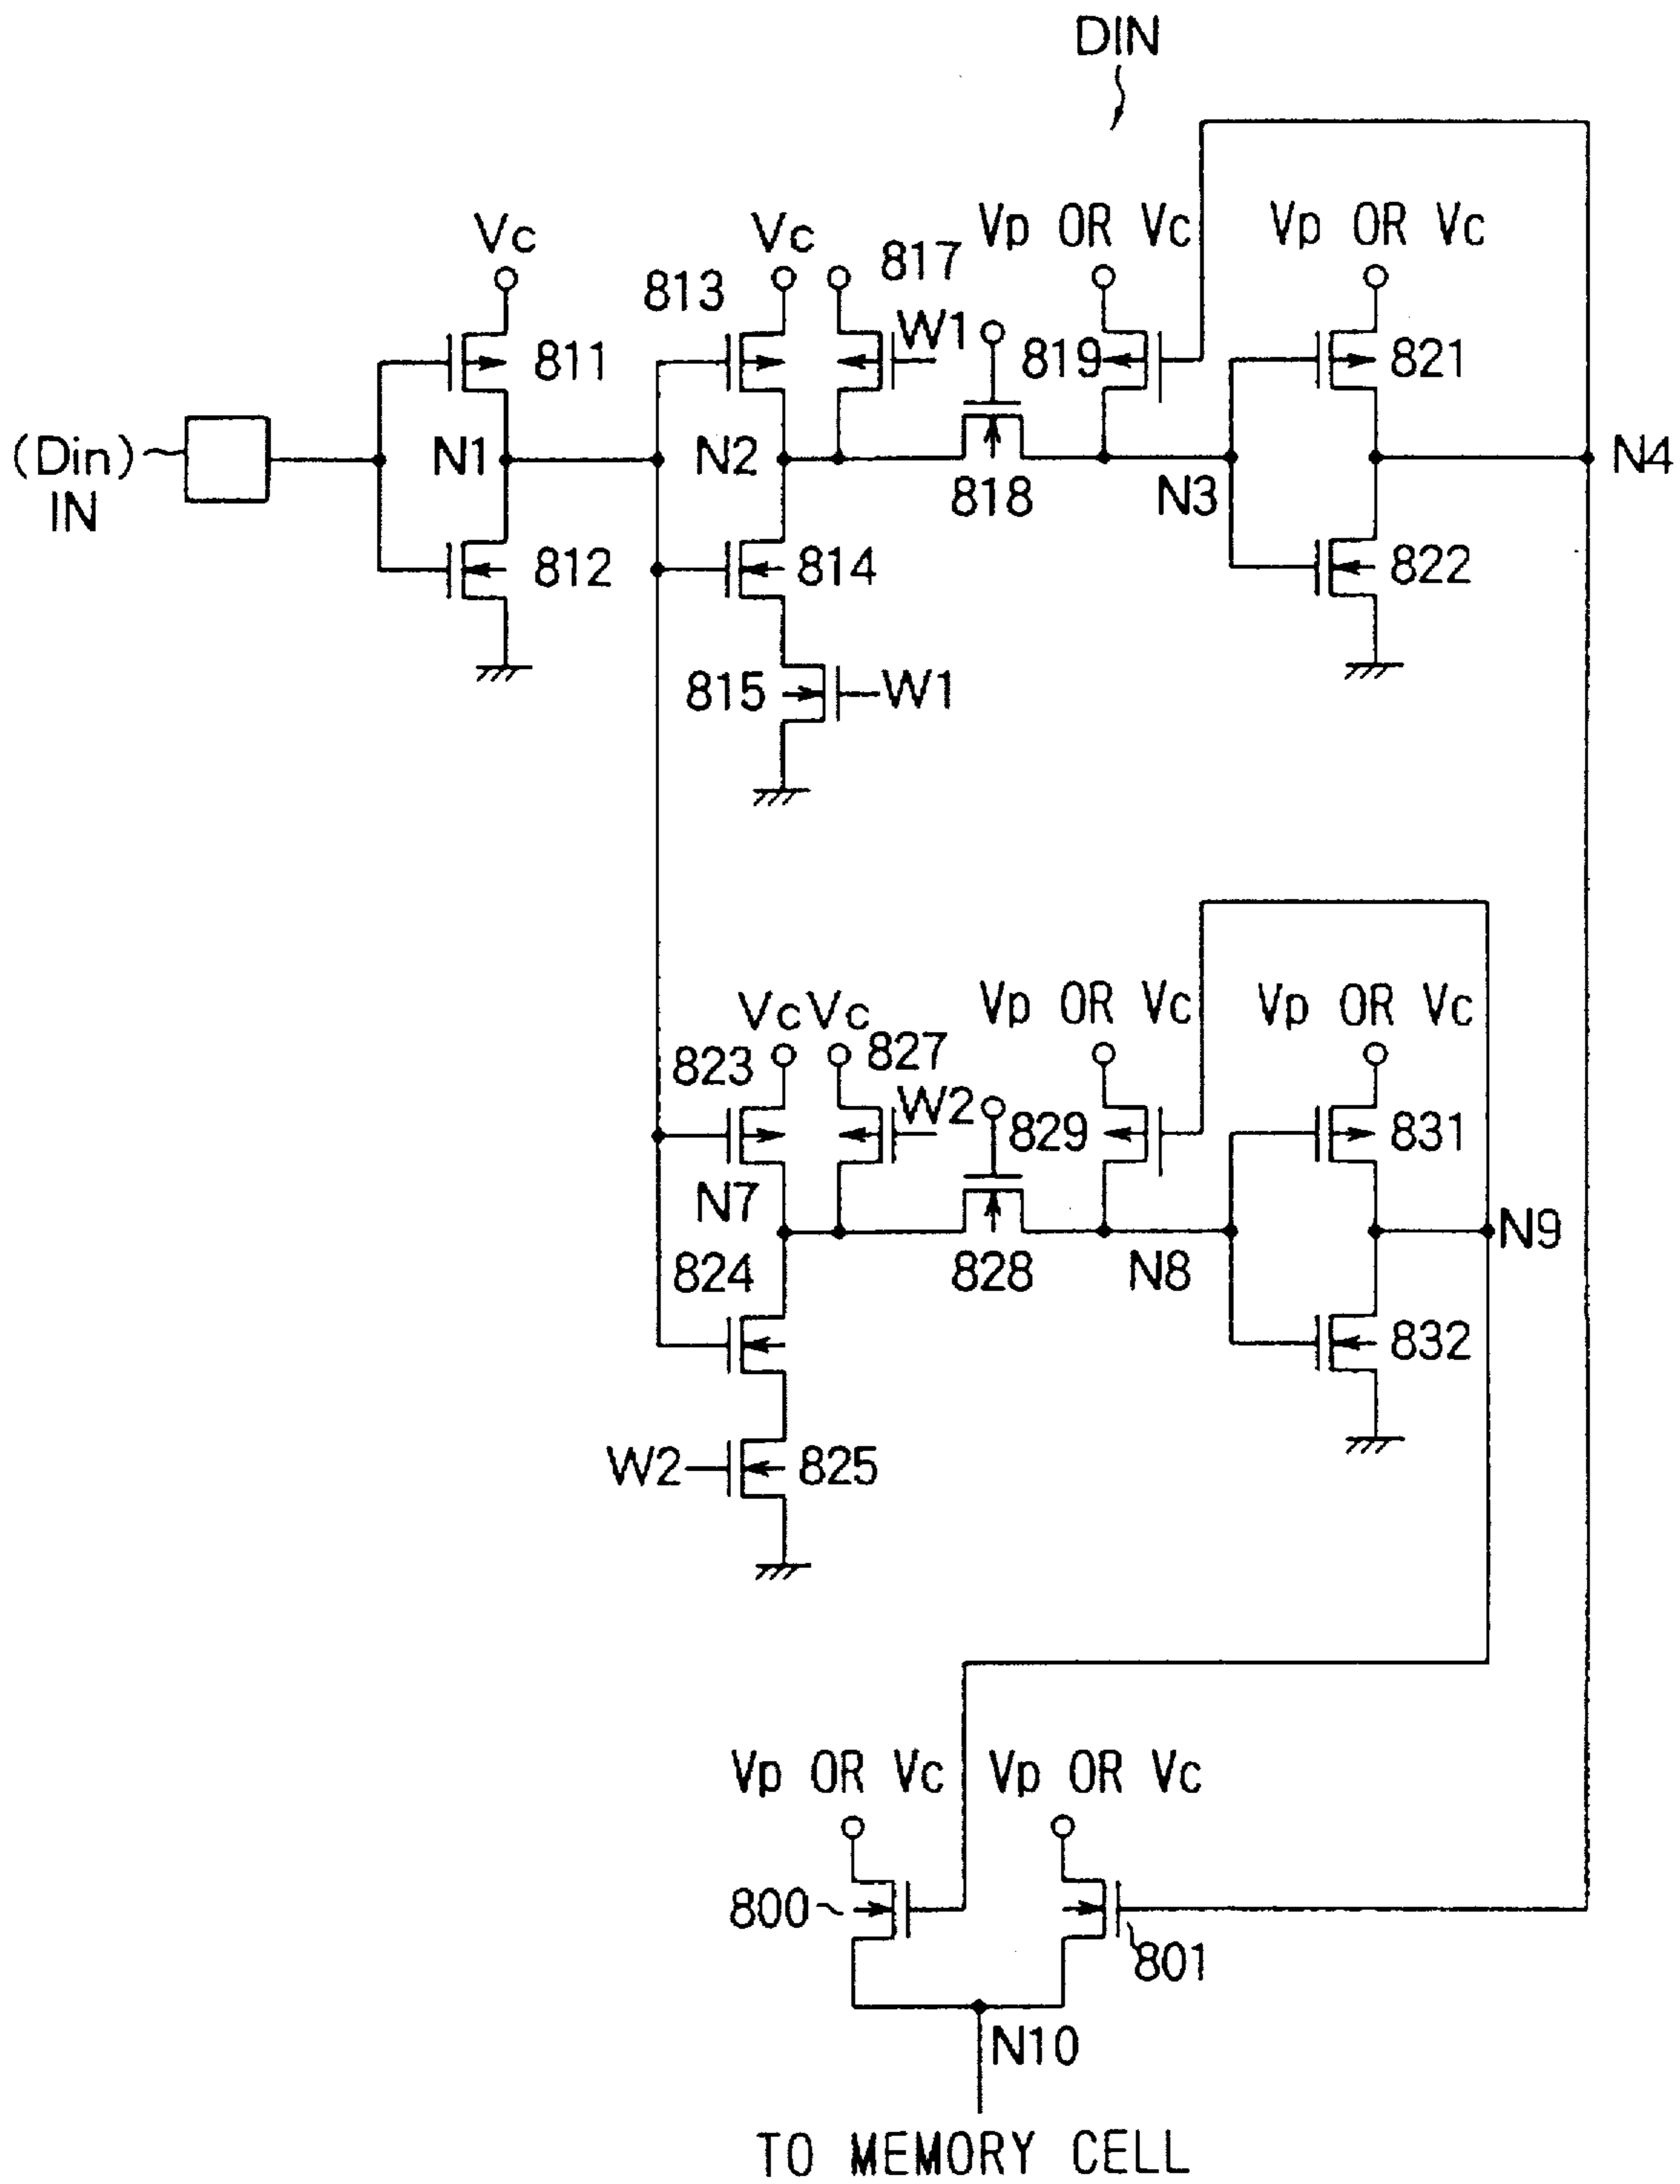 DIN
Vc
Vc
817
Vp OR Vc
Vp OR Vc
813
W1
811
819
821
(Din)
IN
N1
N2
818
N3
N4
812
814
822
815
W1
Vc
Vc
Vp OR Vc
Vp OR Vc
823
827
W2
829
831
N7
N9
824
828
N8
832
W2
825
Vp OR Vc
Vp OR Vc
800
801
N10
TO MEMORY CELL